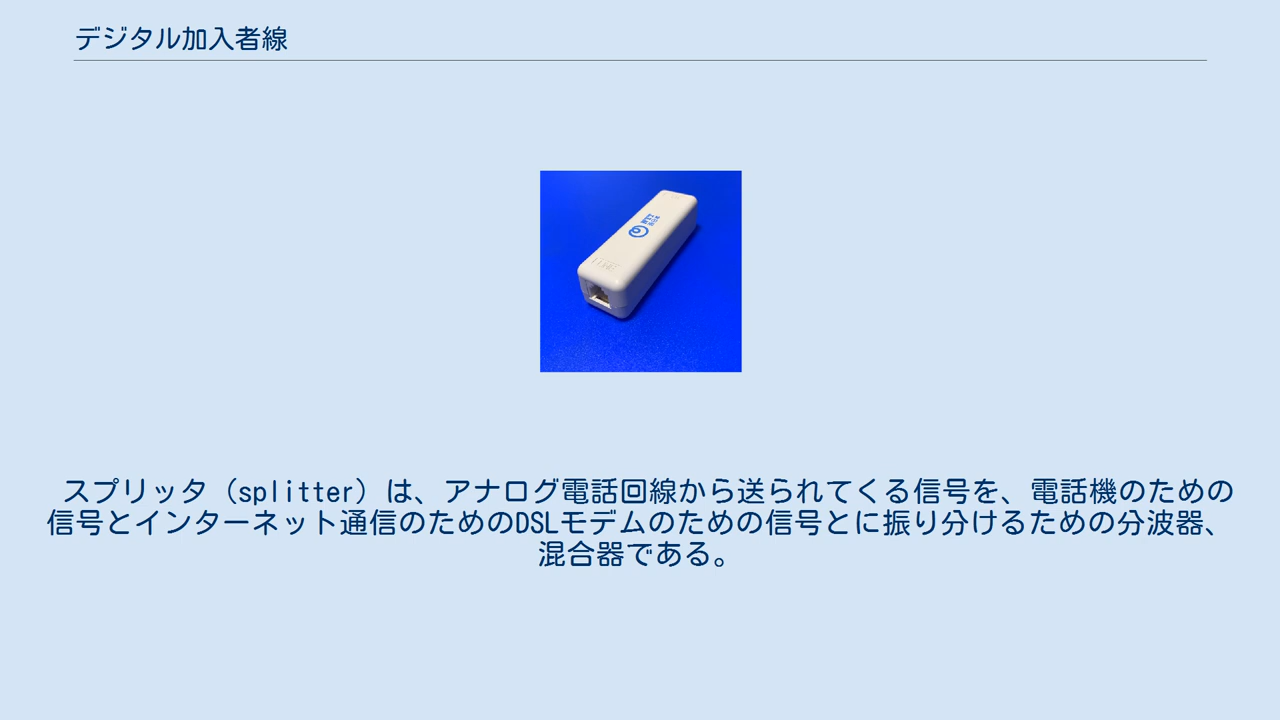 デジタル加入者線
スプリッタ（splitter）は、アナログ電話回線から送られてくる信号を、電話機のための
信号とインターネット通信のためのDSLモデムのための信号とに振り分けるための分波器、
混合器である。